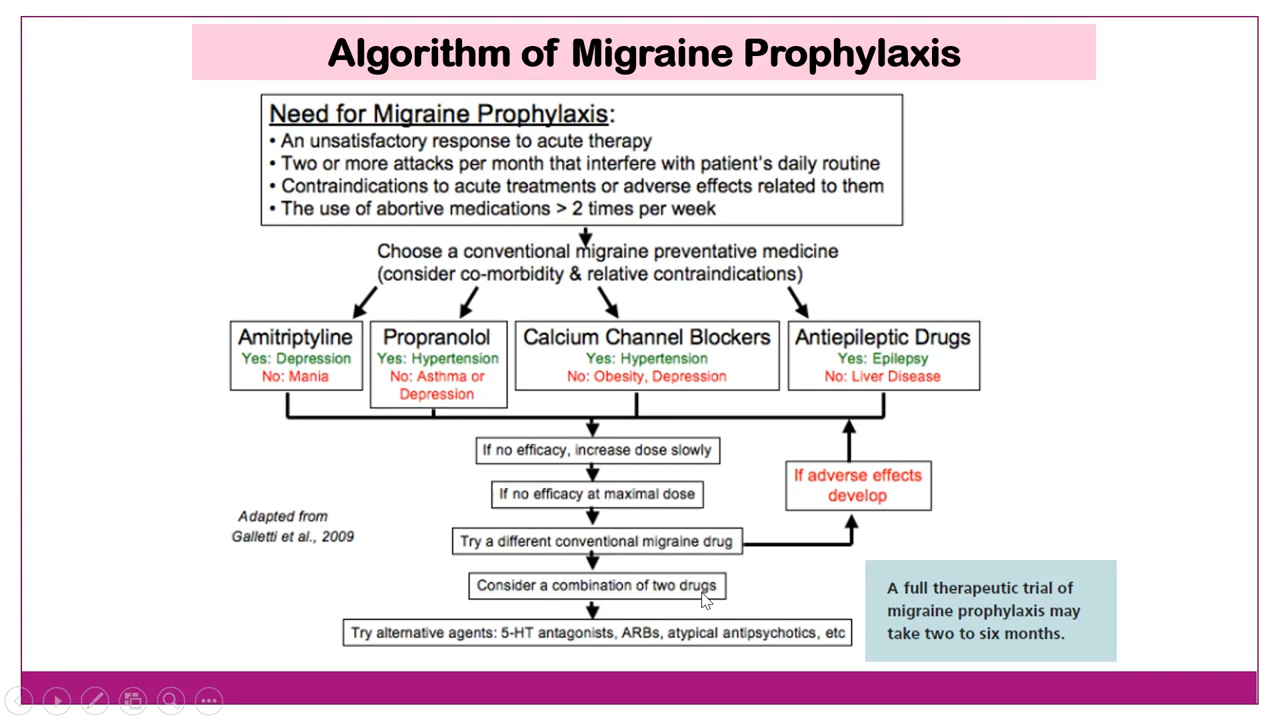 Algorithm of Migraine Prophylaxis
Need for Migraine Prophylaxis:
• An unsatisfactory response to acute therapy
• Two or more attacks per month that interfere with patient's daily routine
• Contraindications to acute treatments or adverse effects related to them
• The use of abortive medications > 2 times per week
Choose a conventional migraine preventative medicine
(consider co-morbidity & relative contraindications)
Amitriptyline
Yes: Depression
No: Mania
Propranolol
Yes: Hypertension
No: Asthma or
Depression
Calcium Channel Blockers
Yes: Hypertension
No: Obesity, Depression
Antiepileptic Drugs
Yes: Epilepsy
No: Liver Disease
If no efficacy, increase dose slowly
If no efficacy at maximal dose
If adverse effects
develop
Try a different conventional migraine drug
Consider a combination of two drugs
Try alternative agents: 5-HT antagonists, ARBs, atypical antipsychotics, etc
Adapted from
Galletti et al., 2009
A full therapeutic trial of
migraine prophylaxis may
take two to six months.